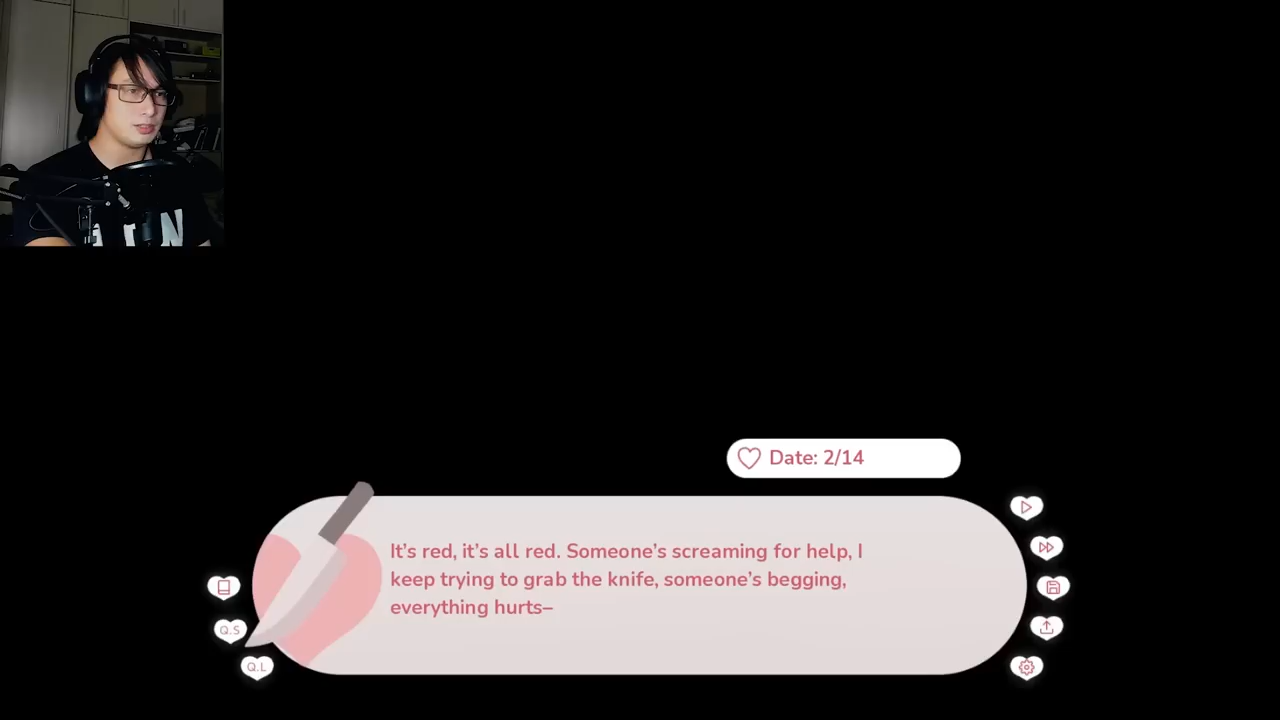 Date: 2/14
It's red, it's all red. Someone's screaming for help, I
keep trying to grab the knife, someone's begging,
everything hurts–
Q.S
Q.L